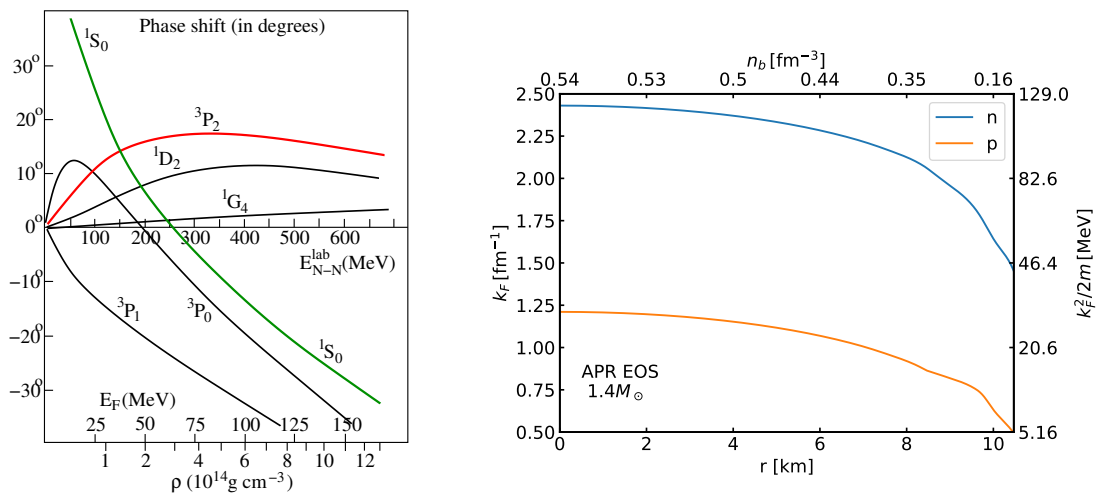 Phase shift (in degrees)
¹S₀
30°
³P₂
20°
¹D₂
10°
¹G₄
0°
100 200 300 400 500 600
E_{N−N}^{lab}(MeV)
−10°
³P₁
³P₀
−20°
¹S₀
−30°
E_F(MeV)
25 50 75 100 125 150
1 2 4 6 8 10 12
ρ (10¹⁴g cm⁻³)
n_b [fm⁻³]
0.54 0.53 0.5 0.44 0.35 0.16
2.50
2.25
2.00
1.75
1.50
1.25
1.00
0.75
0.50
k_F [fm⁻¹]
n
p
APR EOS
1.4M_⊙
129.0
82.6
46.4
20.6
5.16
k_F²/2m [MeV]
0 2 4 6 8 10
r [km]